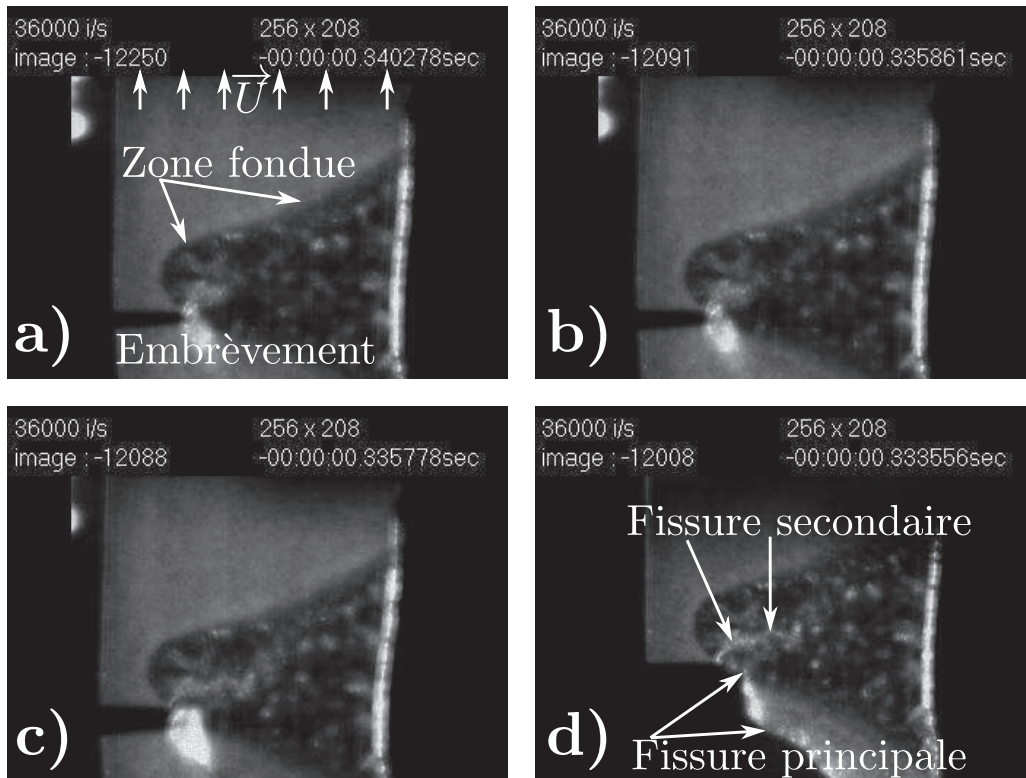 36000 i/s 256 x 208
image : -12250 -00:00:00.340278sec
U
Zone fondue
a)
Embrèvement
36000 i/s 256 x 208
image : -12091 -00:00:00.335861sec
b)
36000 i/s 256 x 208
image : -12088 -00:00:00.335778sec
c)
36000 i/s 256 x 208
image : -12008 -00:00:00.333556sec
Fissure secondaire
d)
Fissure principale